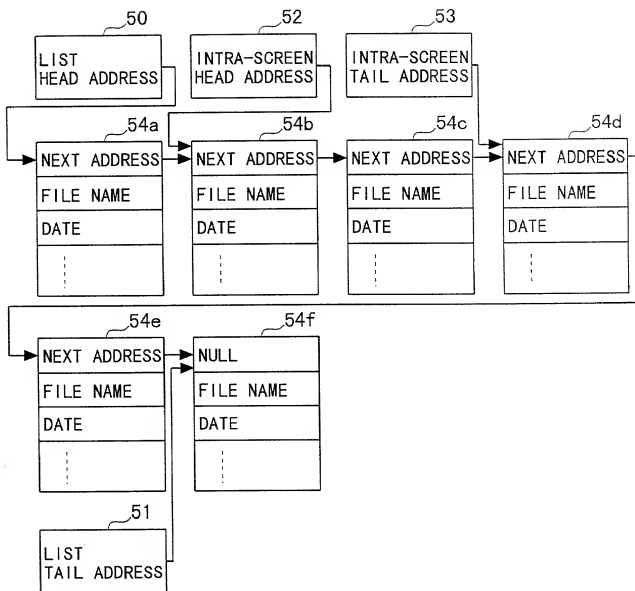 50
LIST
HEAD ADDRESS
52
INTRA-SCREEN
HEAD ADDRESS
53
INTRA-SCREEN
TAIL ADDRESS
54a
NEXT ADDRESS
FILE NAME
DATE
54b
NEXT ADDRESS
FILE NAME
DATE
54c
NEXT ADDRESS
FILE NAME
DATE
54d
NEXT ADDRESS
FILE NAME
DATE
54e
NEXT ADDRESS
FILE NAME
DATE
54f
NULL
FILE NAME
DATE
51
LIST
TAIL ADDRESS